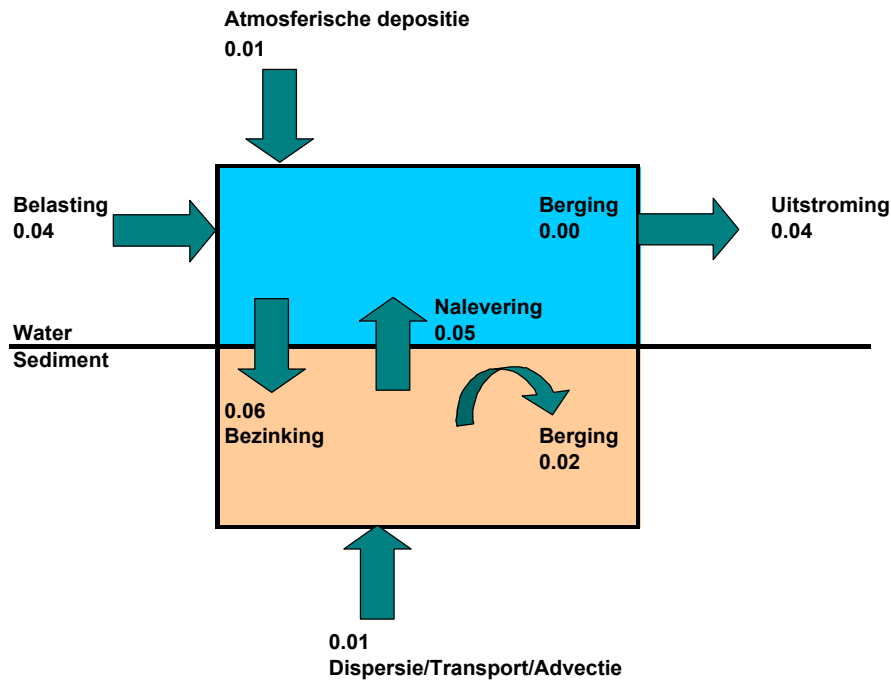 Atmosferische depositie
0.01
Belasting
0.04
Berging
0.00
Uitstroming
0.04
Nalevering
0.05
Water
Sediment
0.06
Bezinking
Berging
0.02
0.01
Dispersie/Transport/Advectie